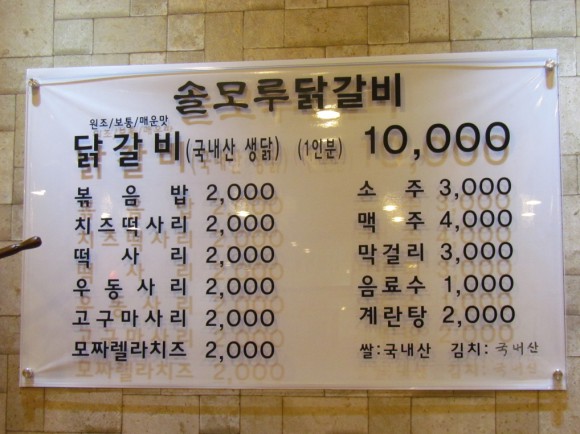 솔모루닭갈비
원조/보통/매운맛
닭갈비(국내산 생닭) (1인분) 10,000
볶음밥 2,000
치즈떡사리 2,000
떡사리 2,000
우동사리 2,000
고구마사리 2,000
모짜렐라치즈 2,000
소주 3,000
맥주 4,000
막걸리 3,000
음료수 1,000
계란탕 2,000
쌀:국내산 김치:국내산